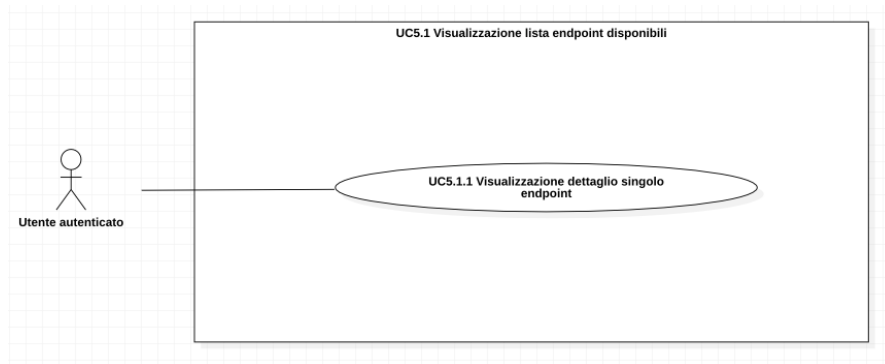 UC5.1 Visualizzazione lista endpoint disponibili
UC5.1.1 Visualizzazione dettaglio singolo
endpoint
Utente autenticato